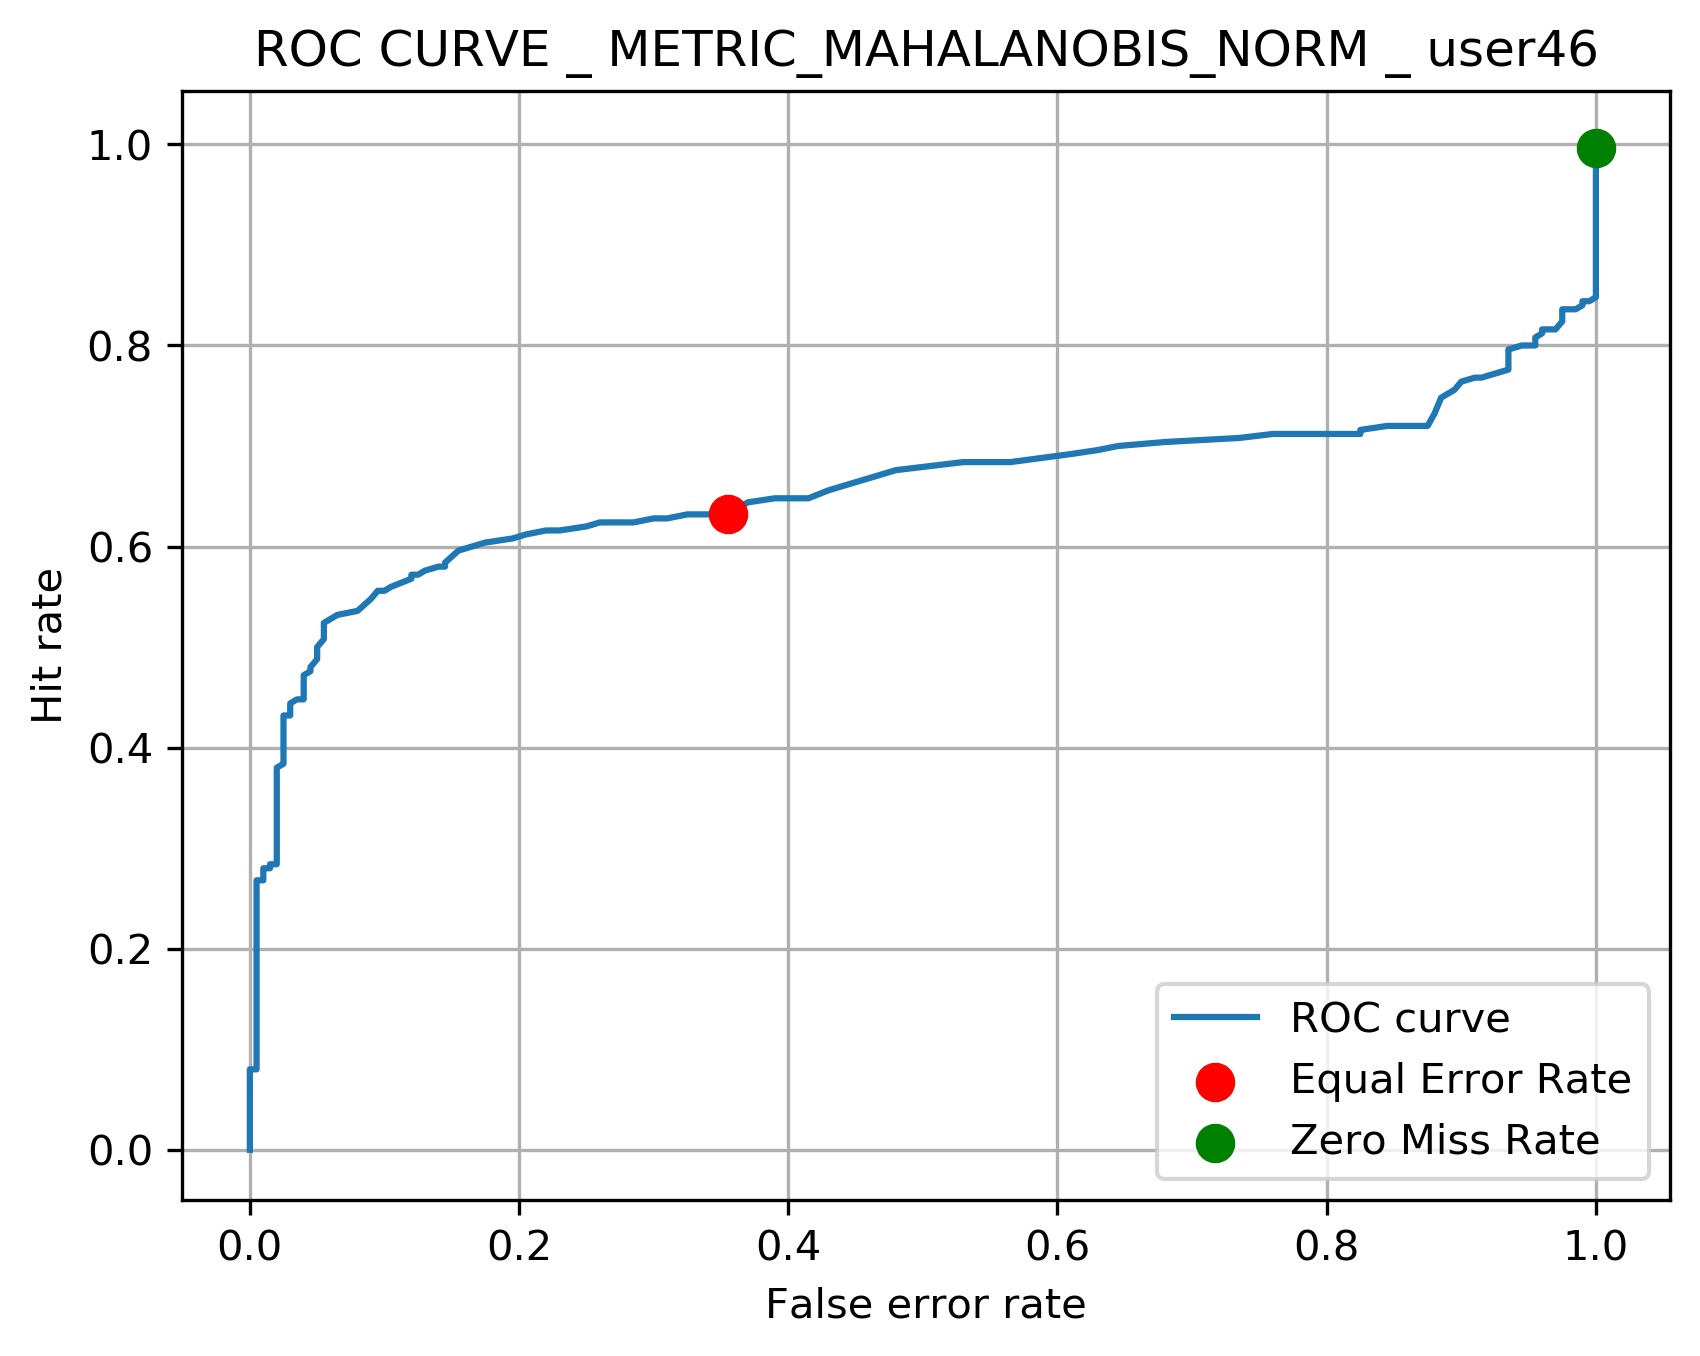 ROC CURVE _ METRIC_MAHALANOBIS_NORM _ user46
1.0
0.8
0.6
0.4
0.2
0.0
Hit rate
ROC curve
Equal Error Rate
Zero Miss Rate
0.0 0.2 0.4 0.6 0.8 1.0
False error rate